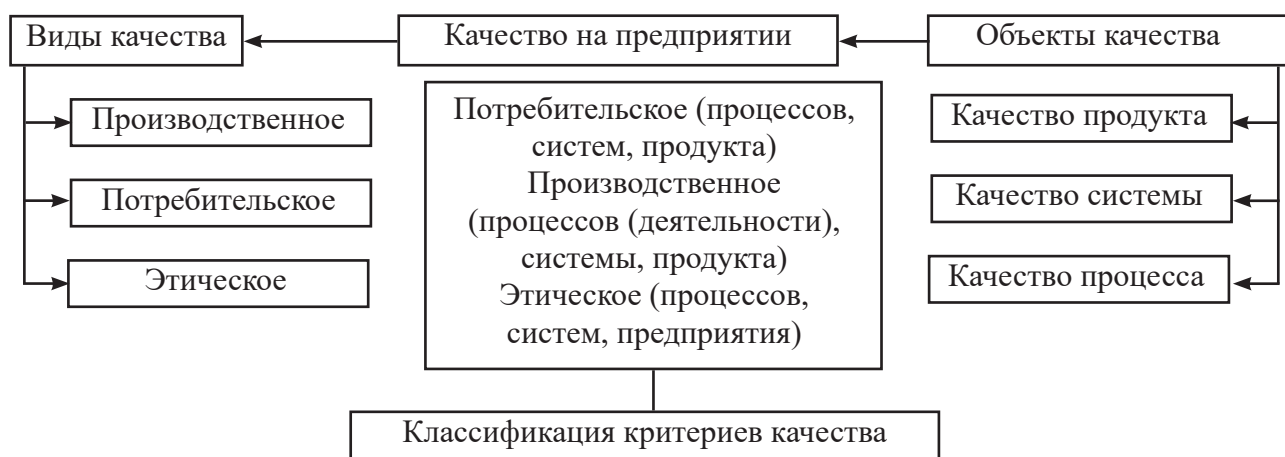 Виды качества
Качество на предприятии
Объекты качества
Производственное
Потребительское
Этическое
Потребительское (процессов,
систем, продукта)
Производственное
(процессов (деятельности),
системы, продукта)
Этическое (процессов,
систем, предприятия)
Качество продукта
Качество системы
Качество процесса
Классификация критериев качества